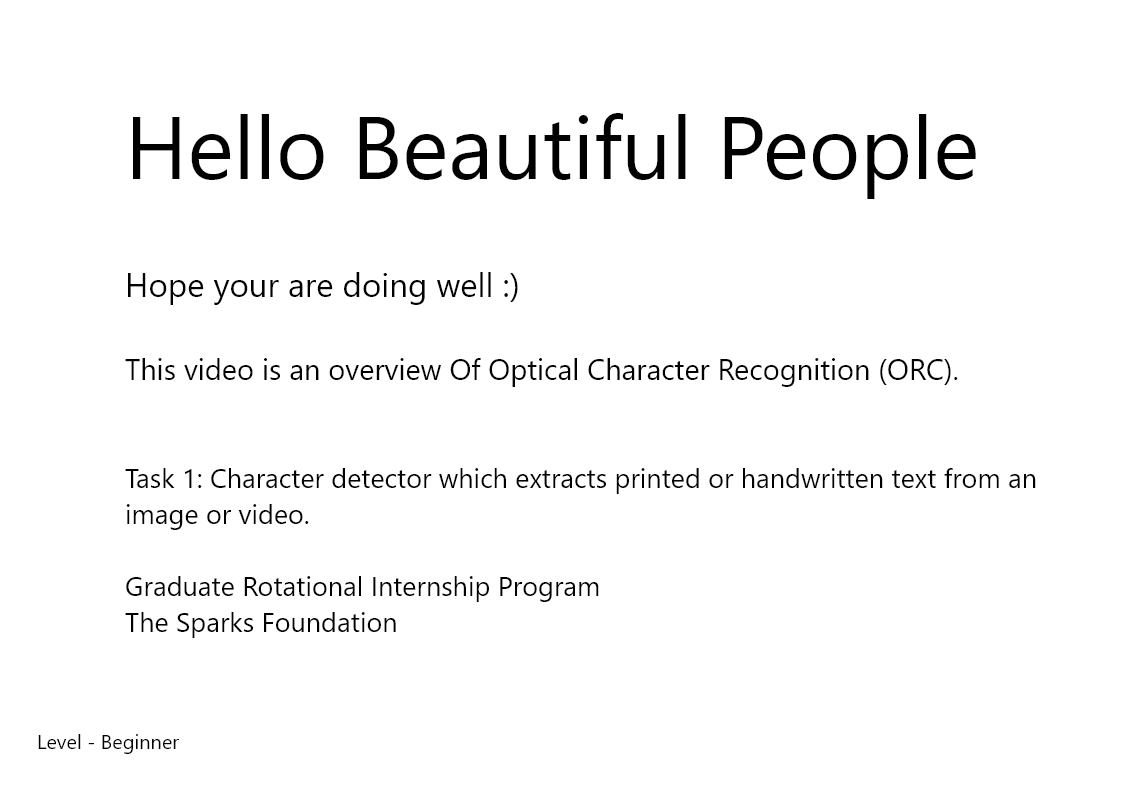 Hello Beautiful People
Hope your are doing well :)
This video is an overview Of Optical Character Recognition (ORC).
Task 1: Character detector which extracts printed or handwritten text from an
image or video.
Graduate Rotational Internship Program
The Sparks Foundation
Level - Beginner